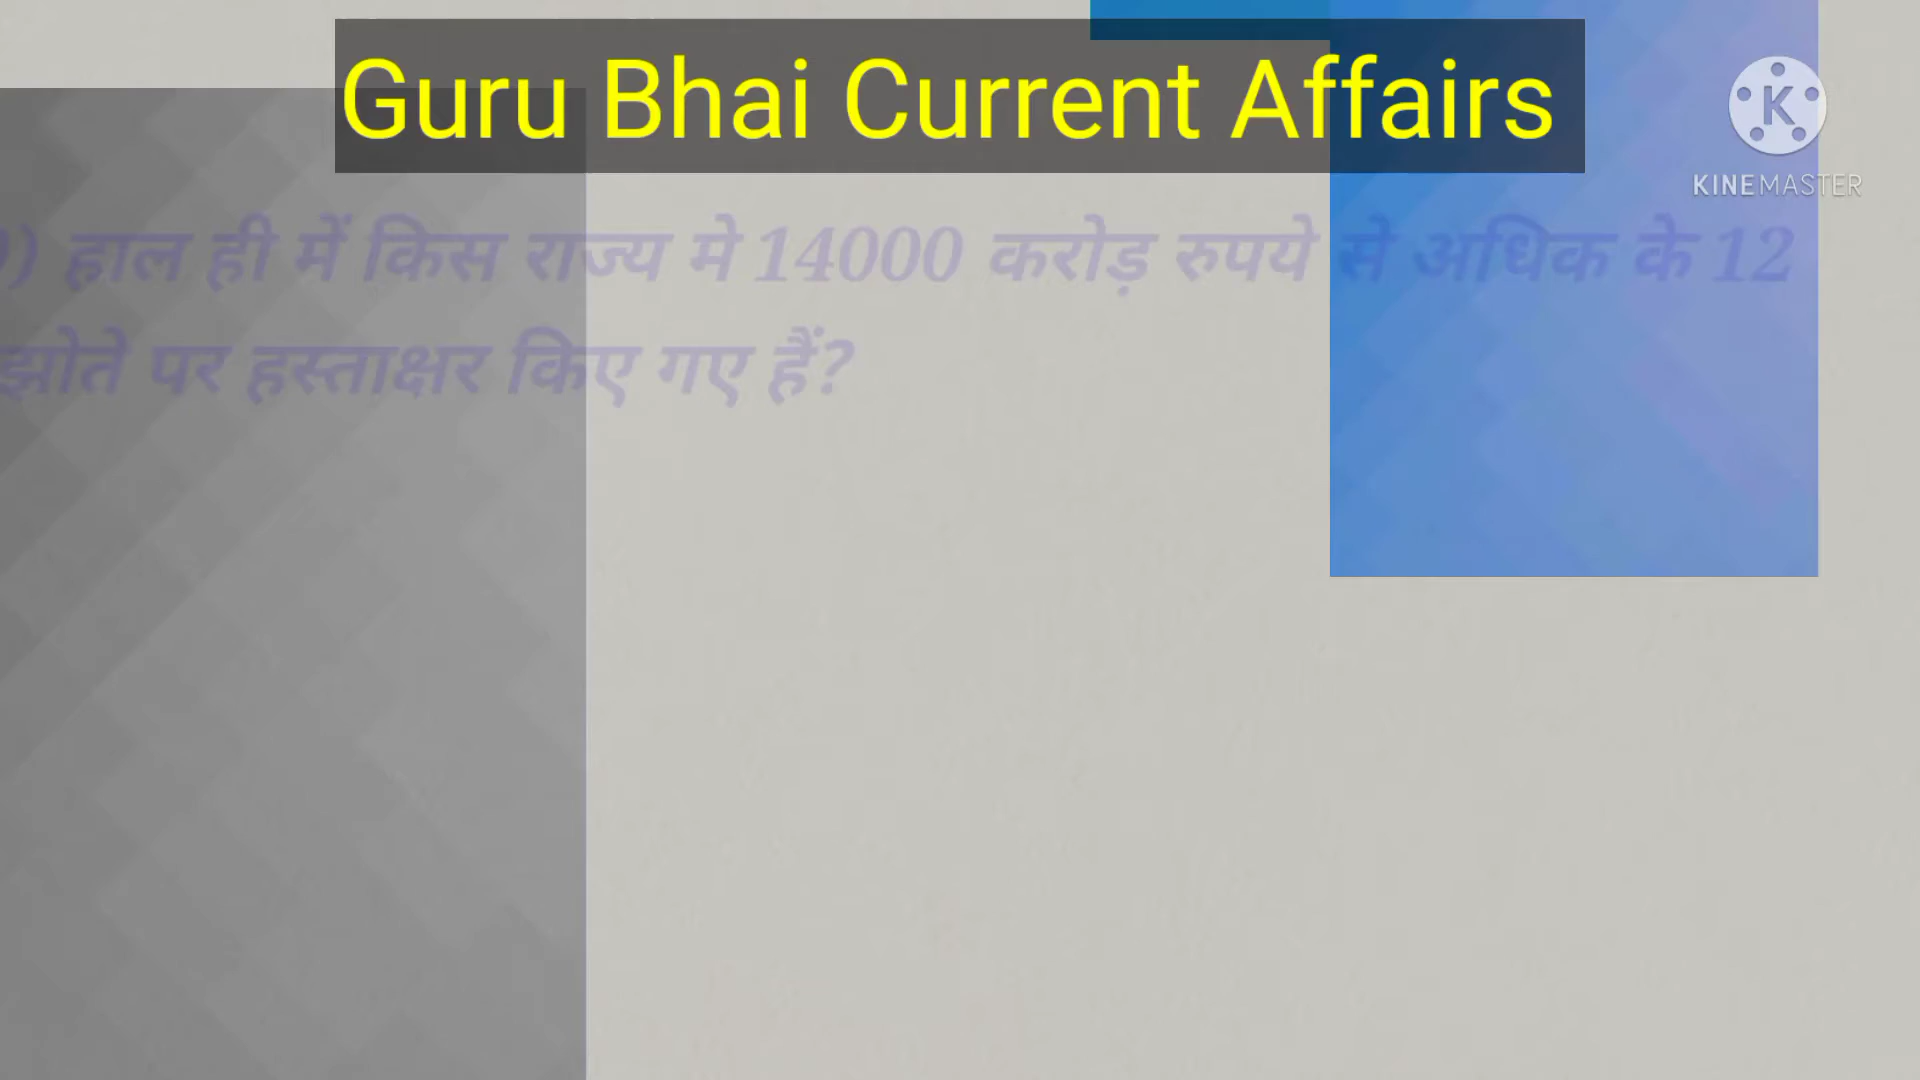 Guru Bhai Current Affairs
KINEMASTER
) हाल ही में किस राज्य मे 14000 करोड़ रुपये से अधिक के 12
झोते पर हस्ताक्षर किए गए हैं?